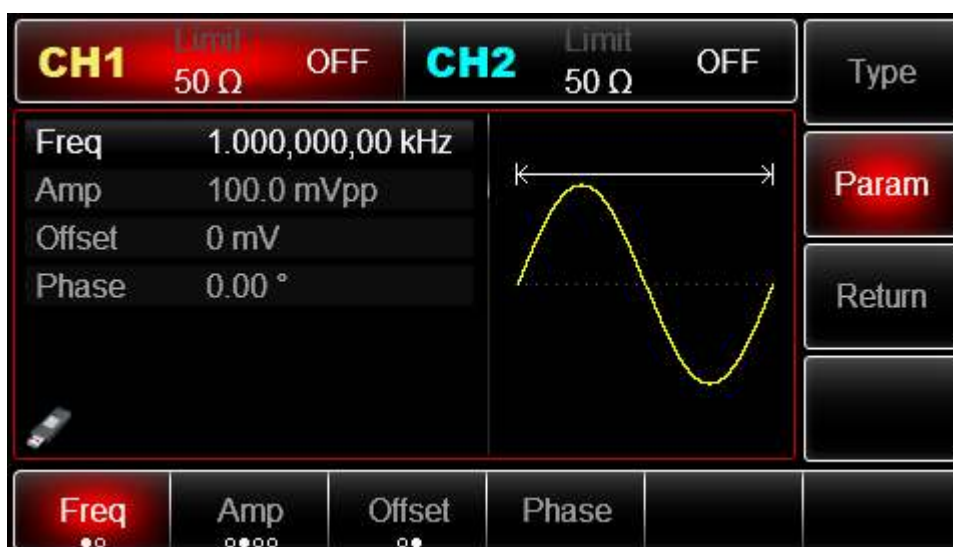 CH1 Limit 50 Ω OFF
CH2 Limit 50 Ω OFF
Type
Freq 1.000,000,00 kHz
Amp 100.0 mVpp
Offset 0 mV
Phase 0.00 °
Param
Return
Freq Amp Offset Phase